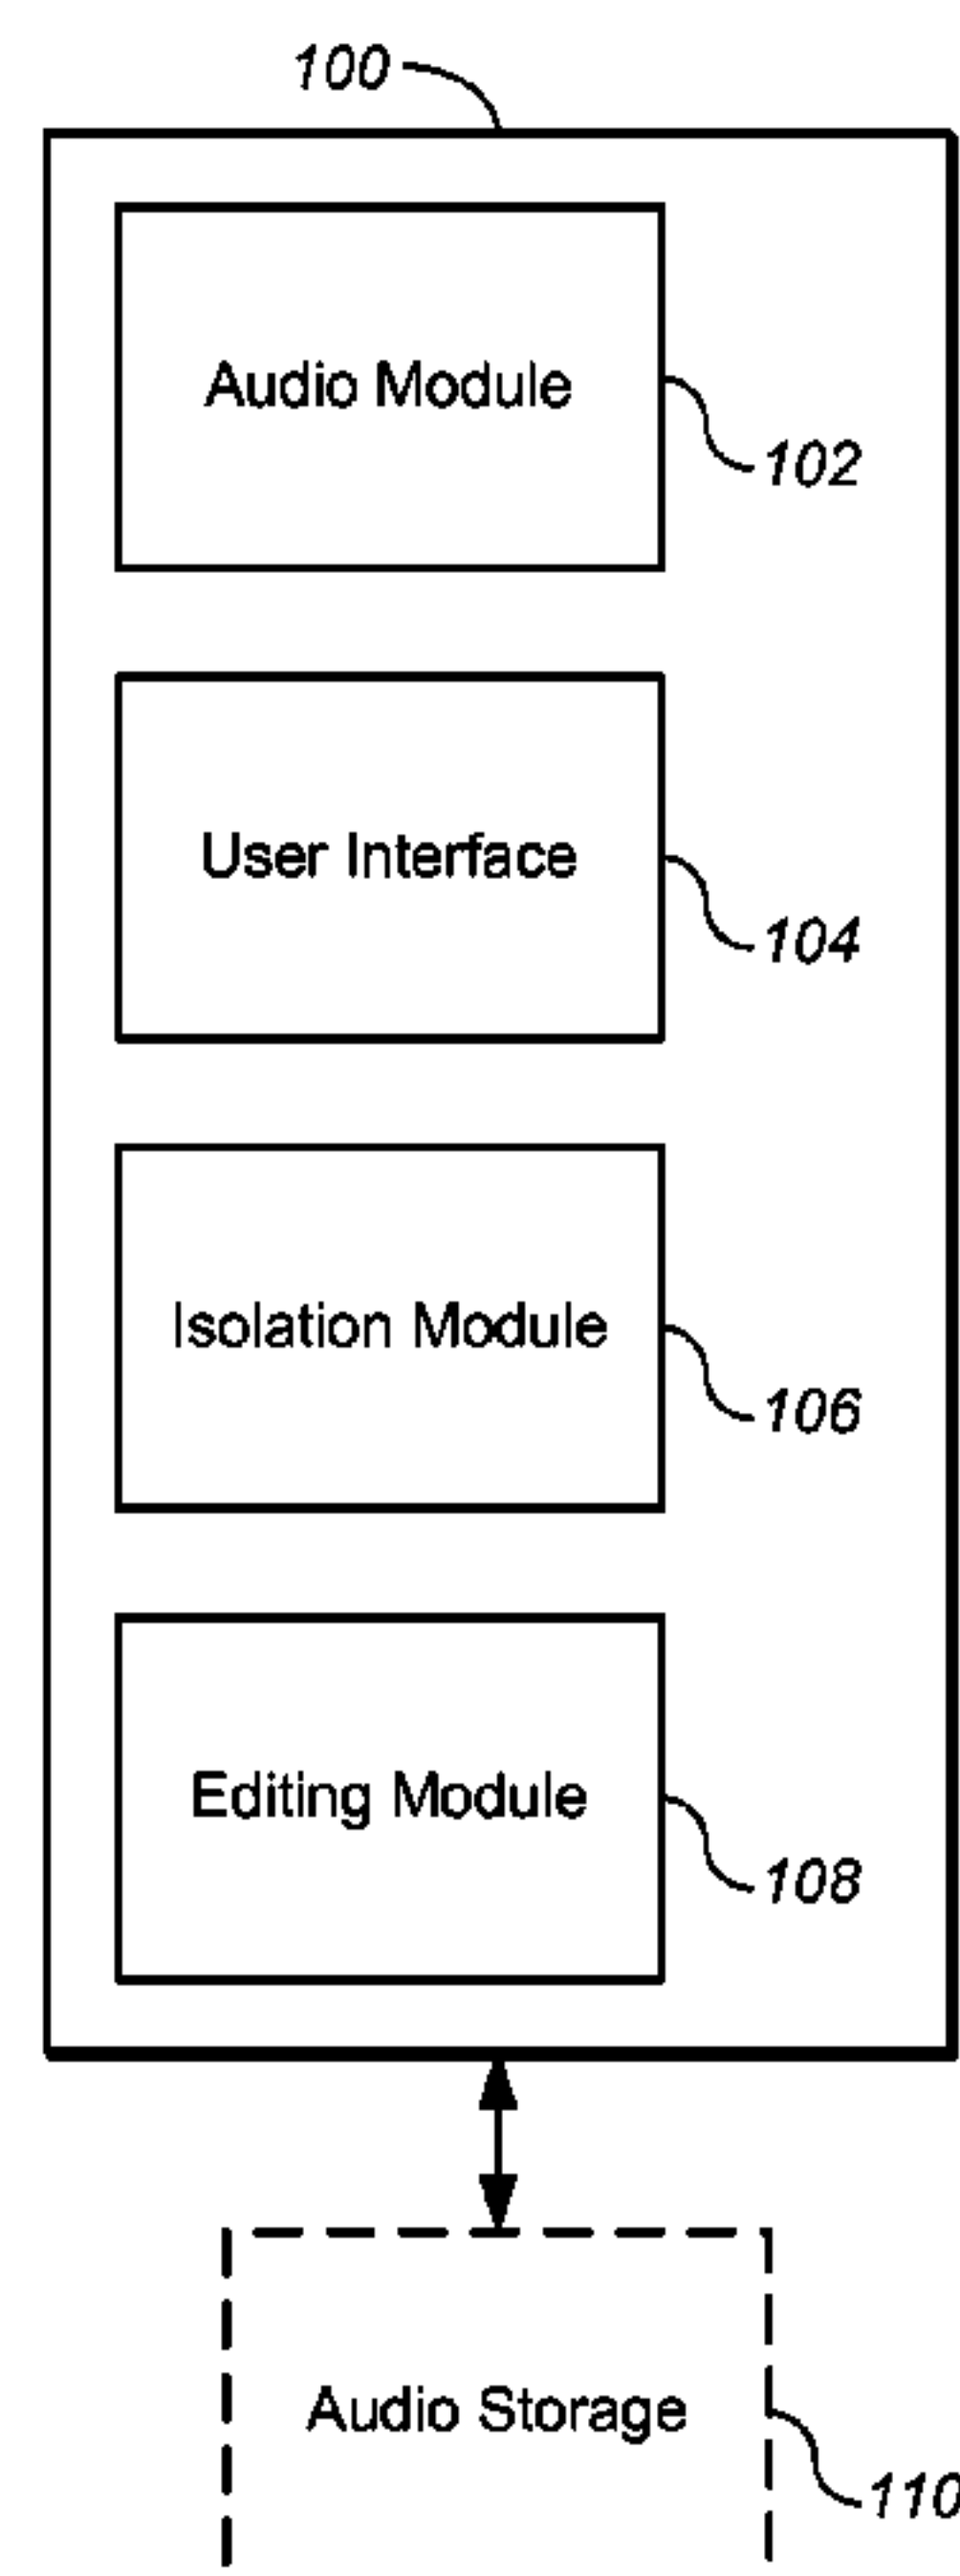 100
Audio Module
102
User Interface
104
Isolation Module
106
Editing Module
108
Audio Storage
110